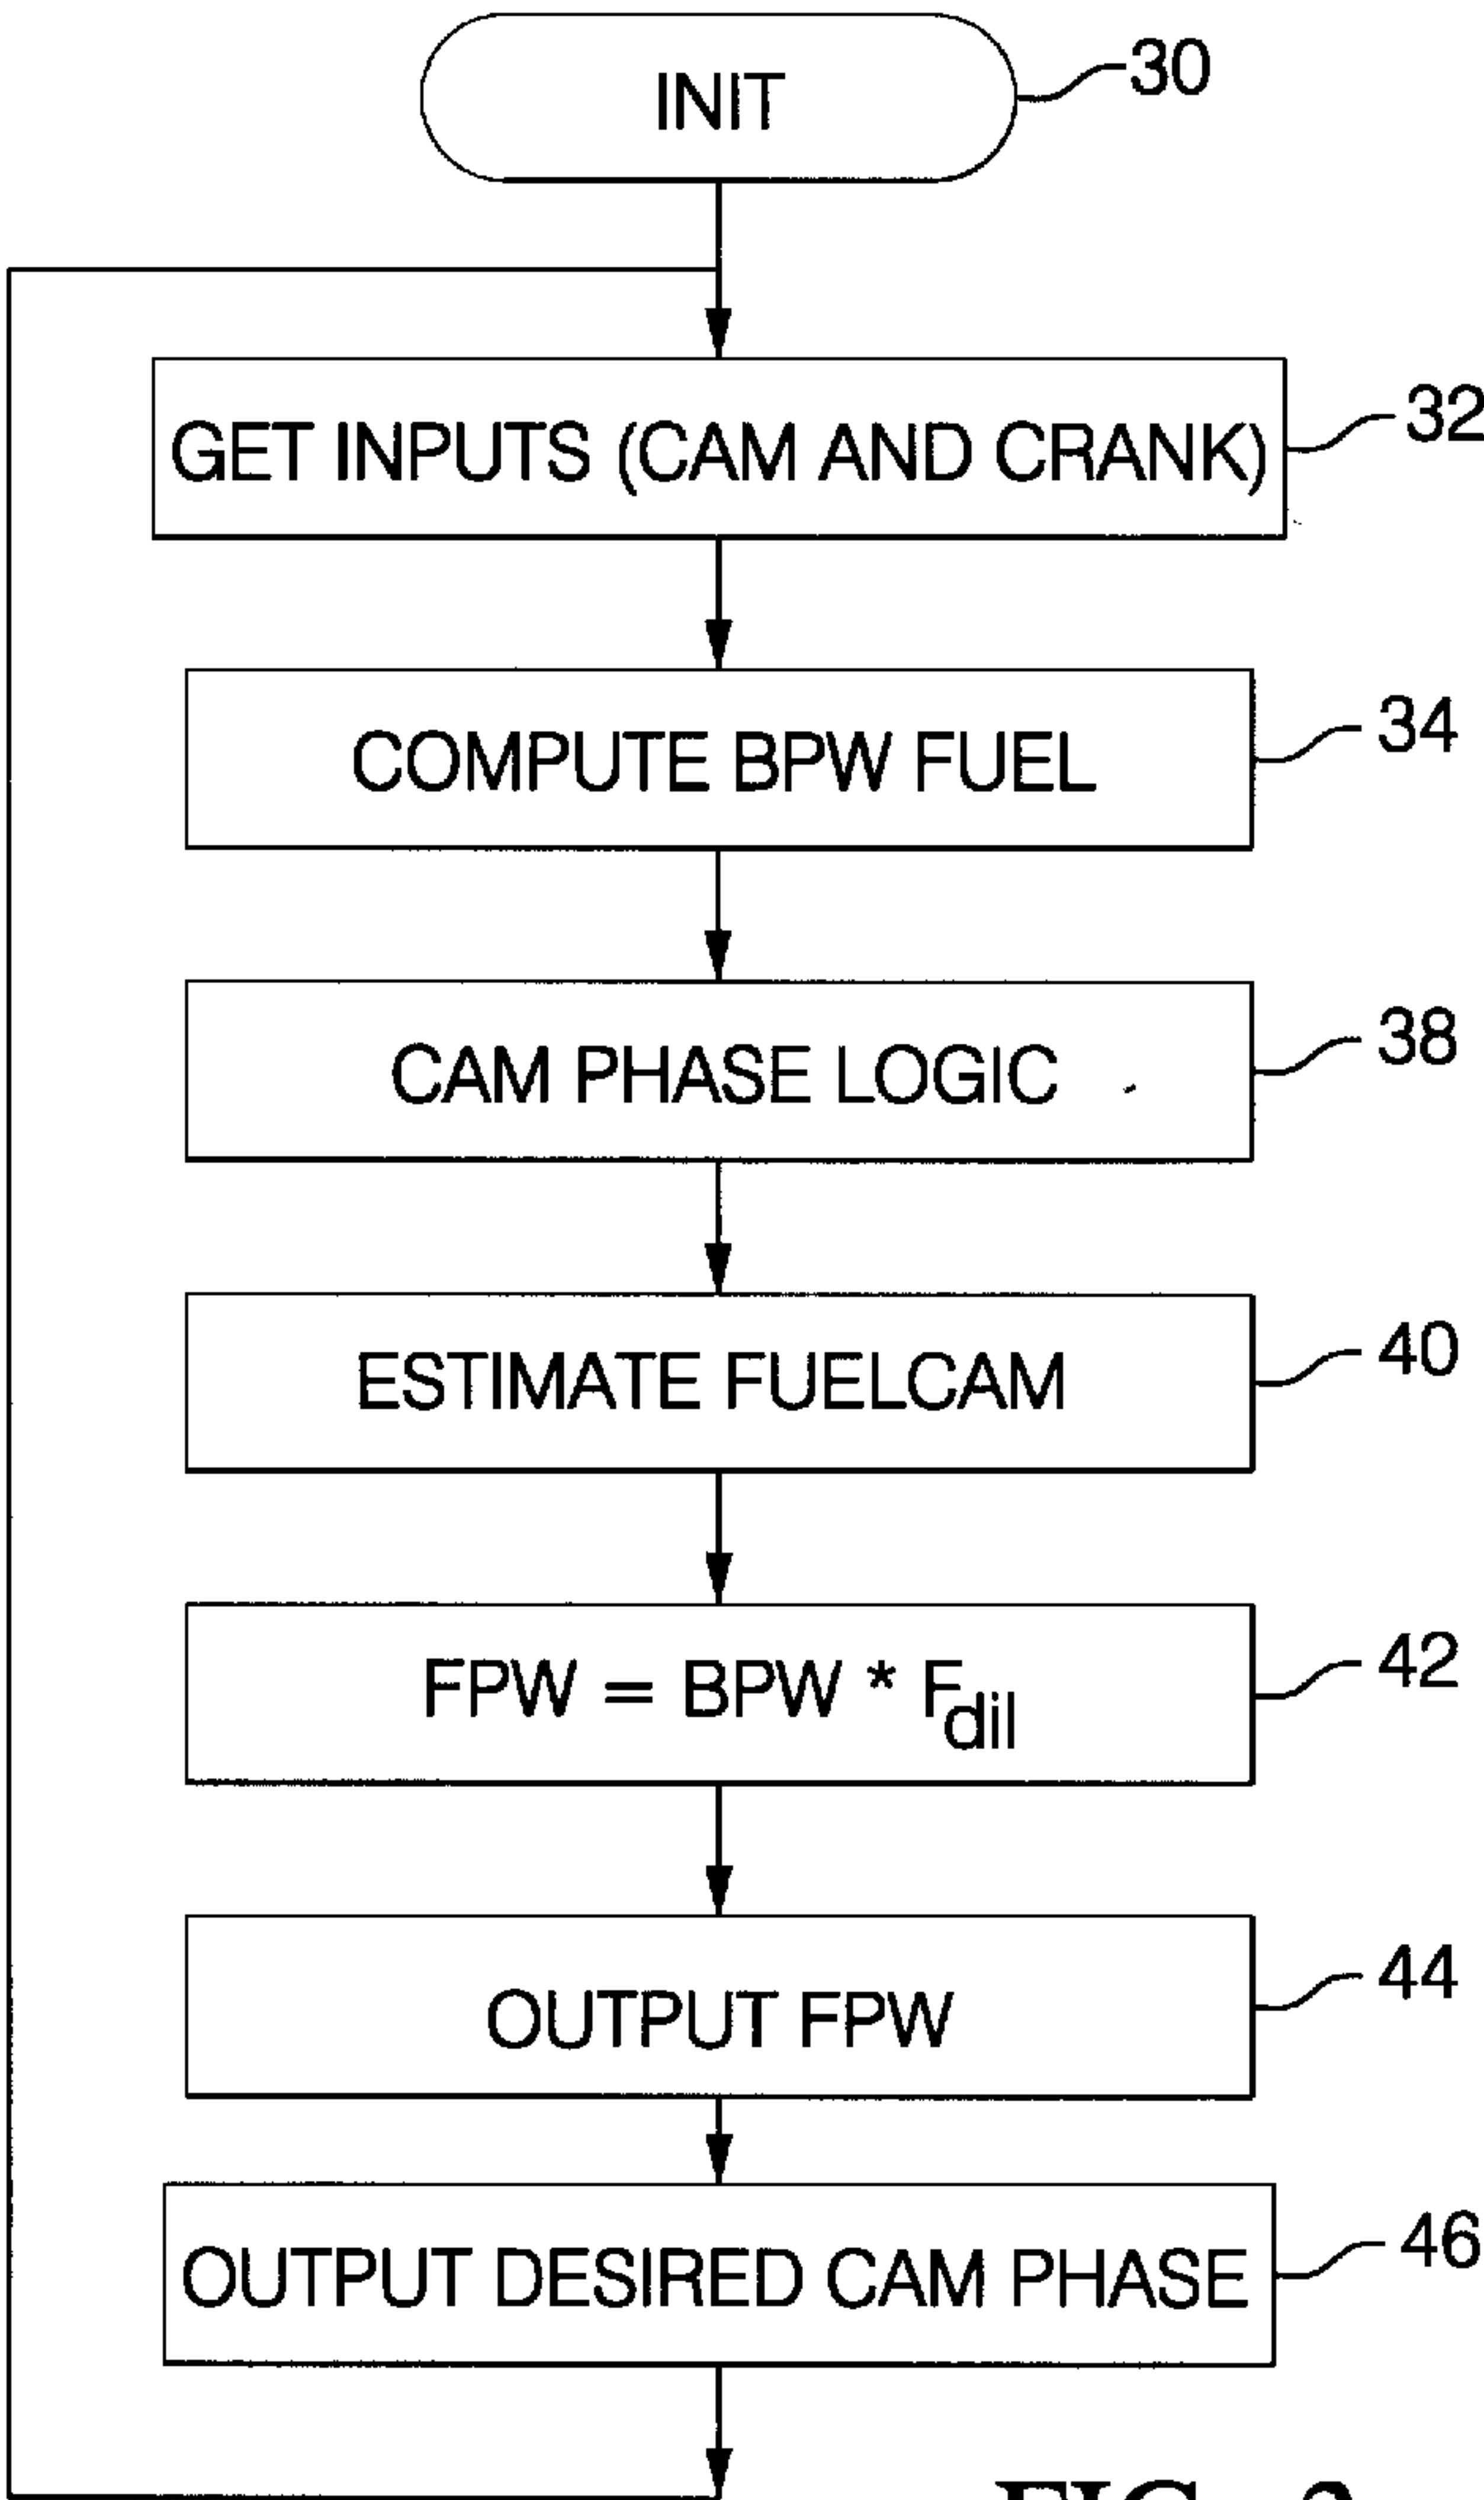 INIT
30
GET INPUTS (CAM AND CRANK)
32
COMPUTE BPW FUEL
34
CAM PHASE LOGIC
38
ESTIMATE FUELCAM
40
FPW = BPW * Fdil
42
OUTPUT FPW
44
OUTPUT DESIRED CAM PHASE
46